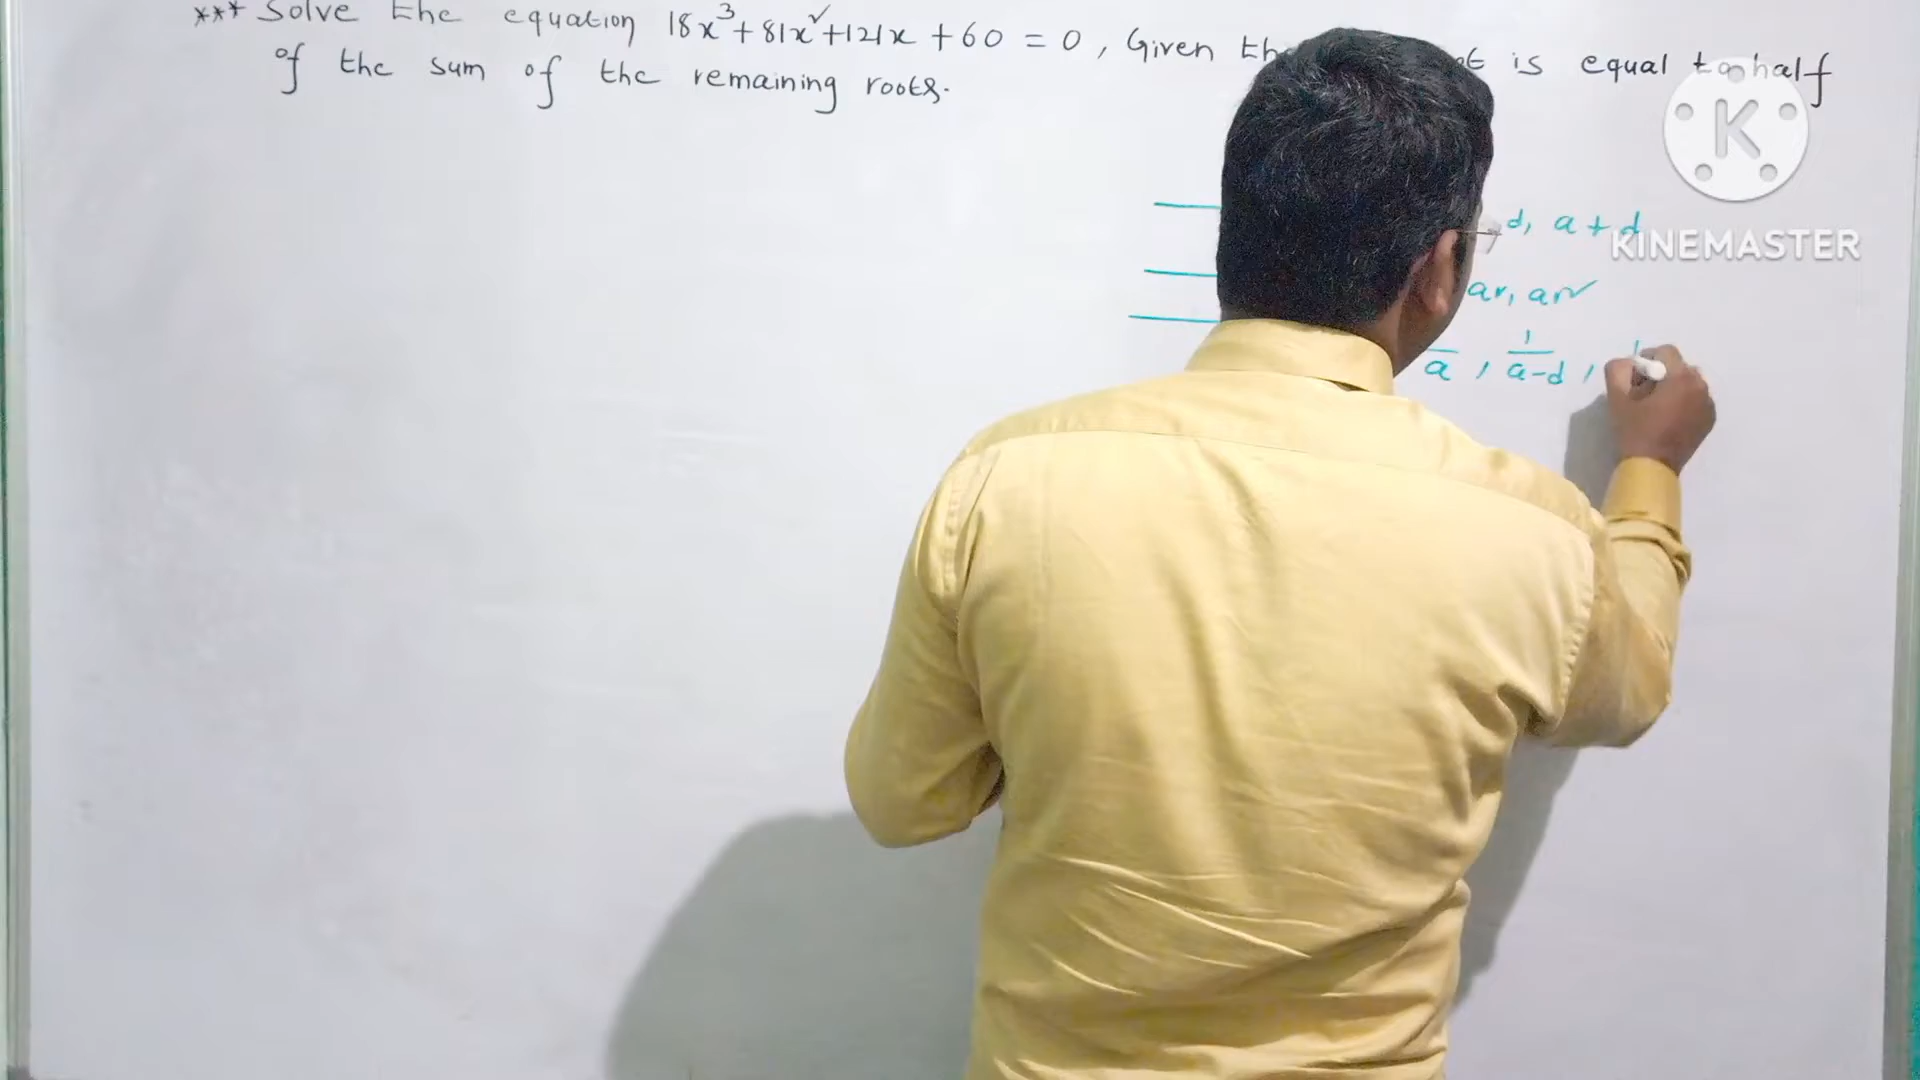 *** Solve the equation 18x³+81x²+121x+60=0, Given is equal to half
of the sum of the remaining roots.
K
KINEMASTER
d, a+d
ar, ar²
1/a, 1/a-d,